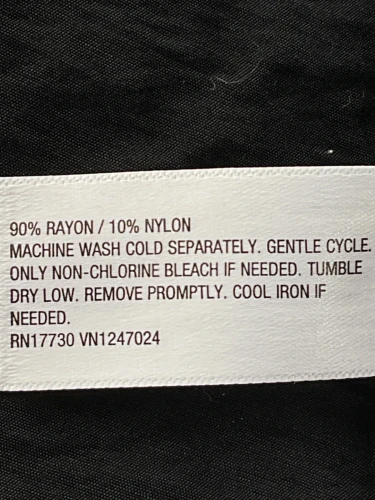 90% RAYON / 10% NYLON
MACHINE WASH COLD SEPARATELY. GENTLE CYCLE.
ONLY NON-CHLORINE BLEACH IF NEEDED. TUMBLE
DRY LOW. REMOVE PROMPTLY. COOL IRON IF
NEEDED.
RN17730 VN1247024